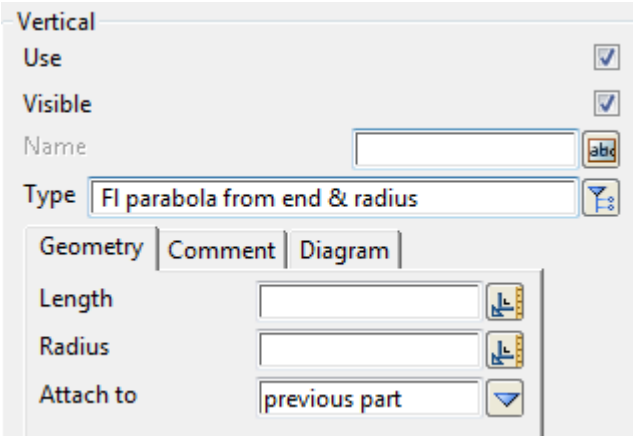 Vertical
Use
Visible
Name
abc
Type FI parabola from end & radius
Geometry Comment Diagram
Length
Radius
Attach to previous part